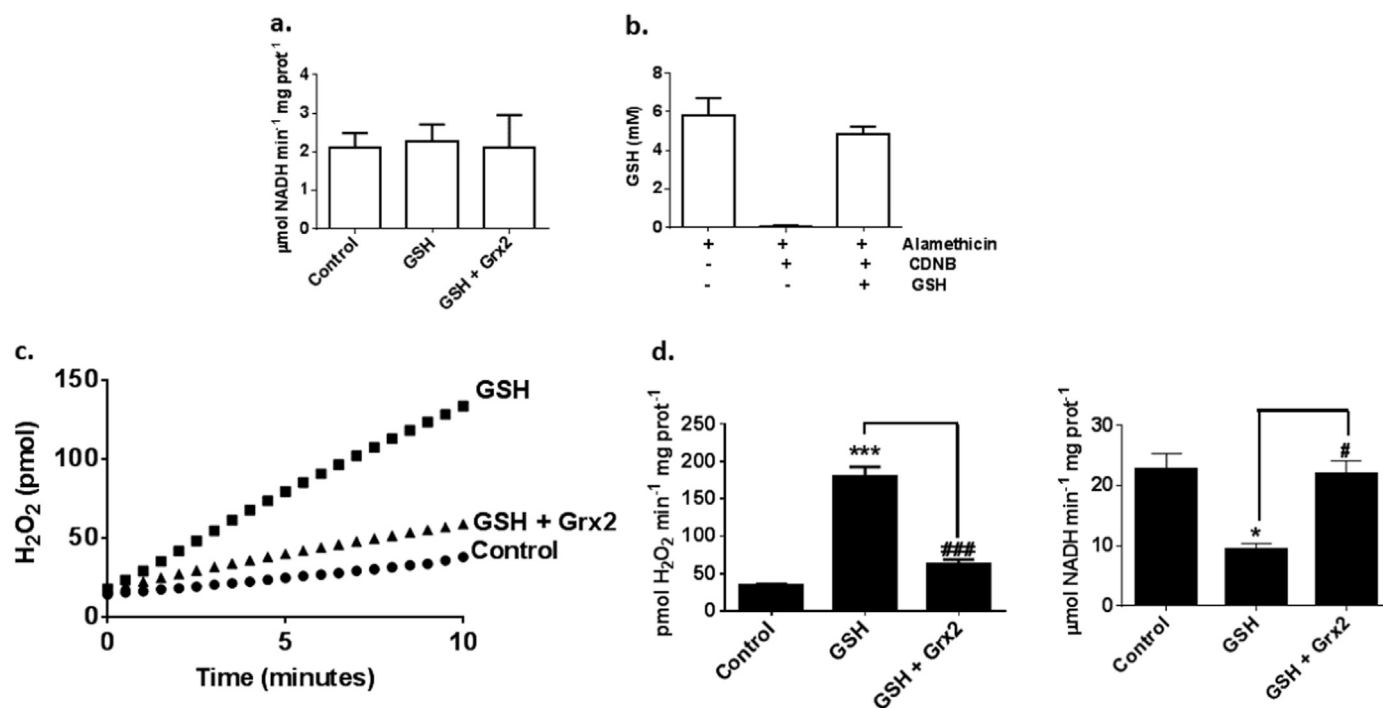 a.
µmol NADH min⁻¹ mg prot⁻¹
4
3
2
1
0
Control
GSH
GSH + Grx2
b.
GSH (mM)
8
6
4
2
0
+ + + Alamethicin
- + + CDNB
- - + GSH
c.
H₂O₂ (pmol)
150
100
50
0
0 5 10
Time (minutes)
GSH
GSH + Grx2
Control
d.
pmol H₂O₂ min⁻¹ mg prot⁻¹
250
200
150
100
50
0
***
###
Control
GSH
GSH + Grx2
µmol NADH min⁻¹ mg prot⁻¹
30
20
10
0
*
#
Control
GSH
GSH + Grx2